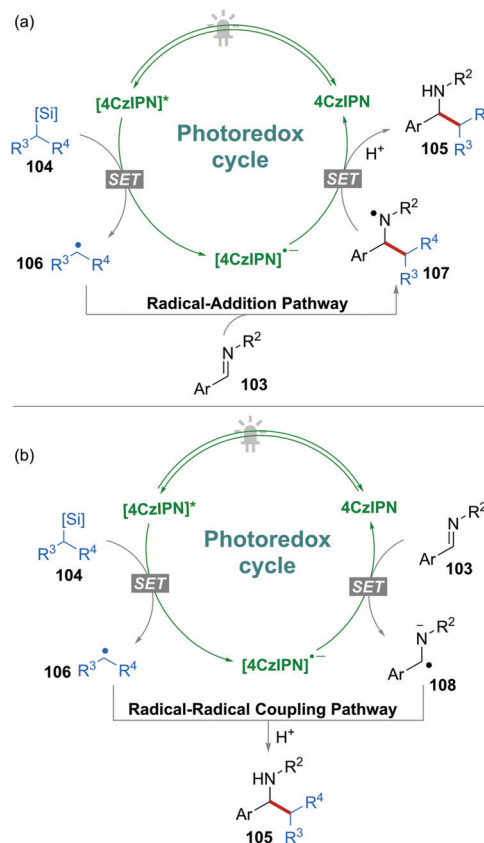 (a)
[4CzIPN]*
4CzIPN
[Si]
R3 R4
104
Photoredox
cycle
HN R2
Ar R4
R3
105
H+
SET
SET
N R2
Ar R4
R3
107
R3 R4
106
[4CzIPN]•−
Radical-Addition Pathway
N R2
Ar
103
(b)
[4CzIPN]*
4CzIPN
[Si]
R3 R4
104
Photoredox
cycle
N R2
Ar
103
SET
SET
R3 R4
106
[4CzIPN]•−
N− R2
Ar
108
Radical-Radical Coupling Pathway
H+
HN R2
Ar R4
R3
105